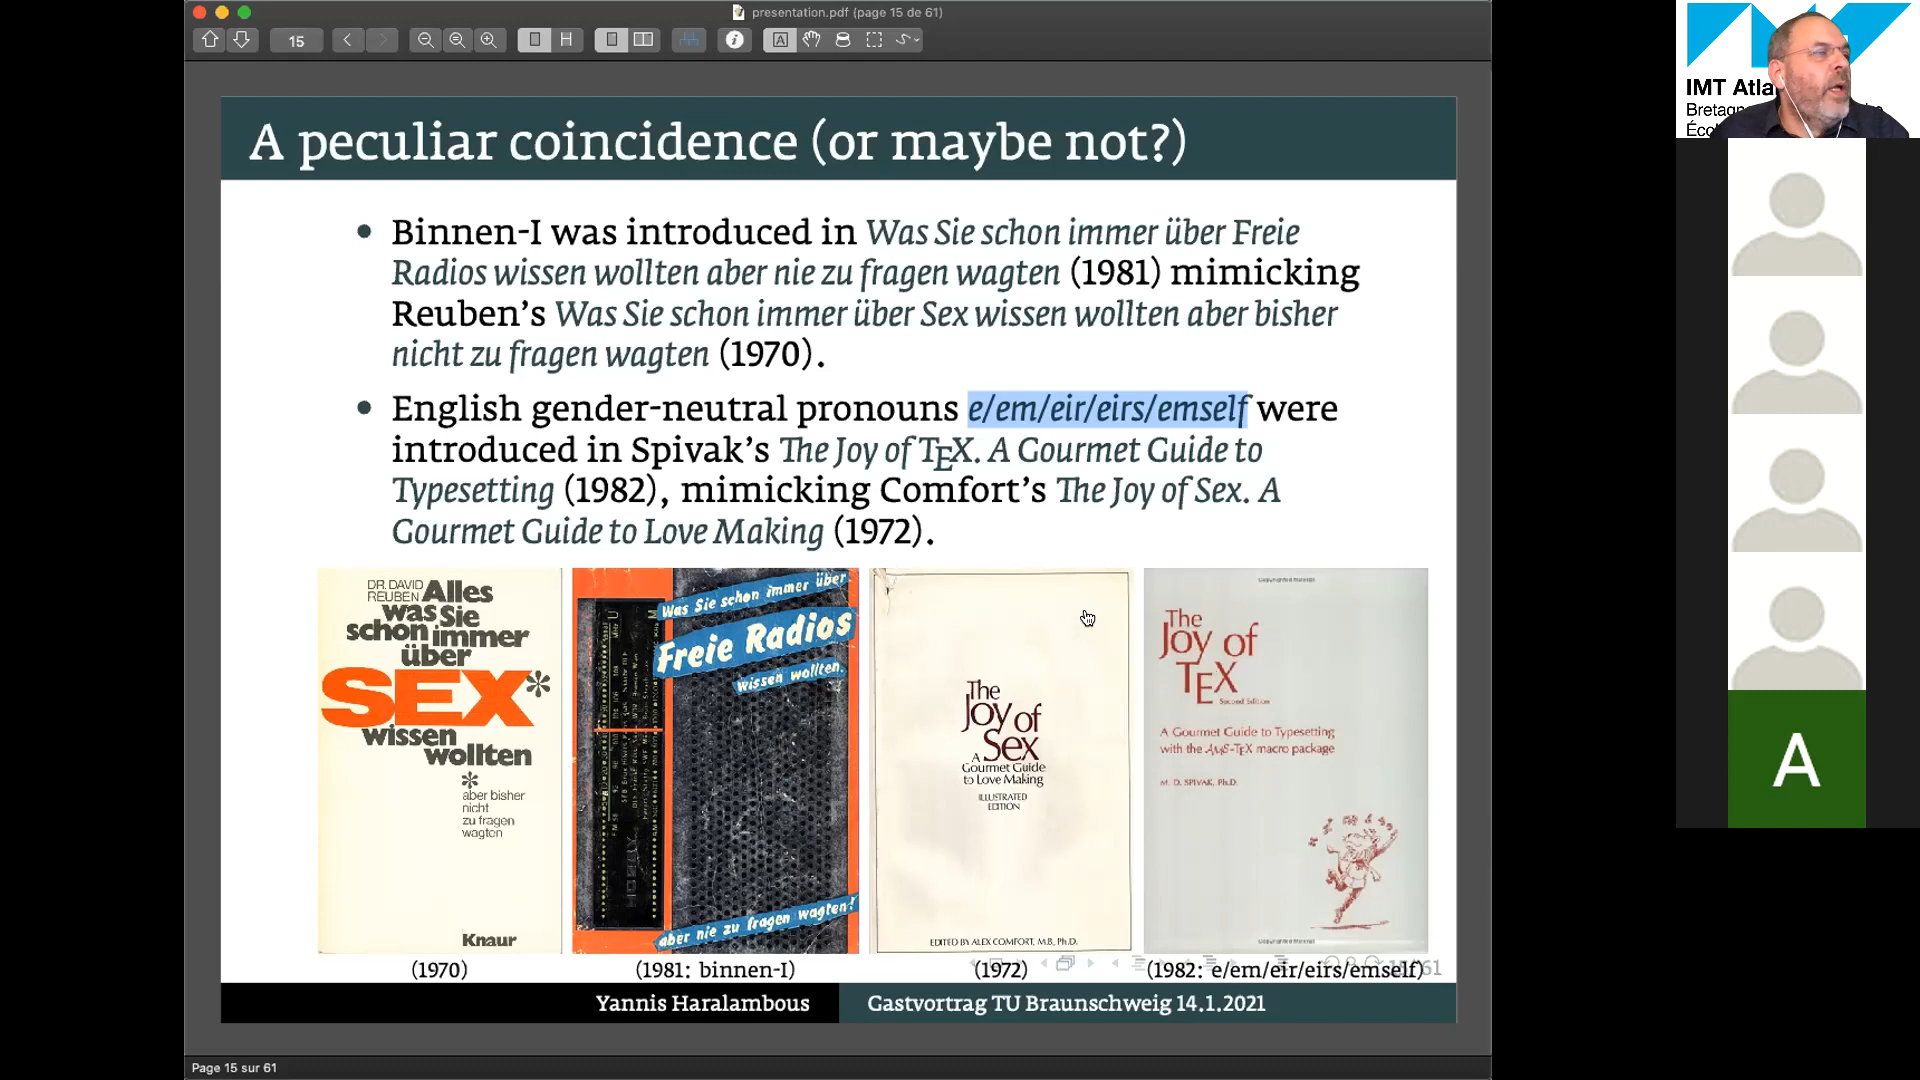 presentation.pdf (page 15 de 61)
15
A peculiar coincidence (or maybe not?)
• Binnen-I was introduced in Was Sie schon immer über Freie
Radios wissen wollten aber nie zu fragen wagten (1981) mimicking
Reuben’s Was Sie schon immer über Sex wissen wollten aber bisher
nicht zu fragen wagten (1970).
• English gender-neutral pronouns e/em/eir/eirs/emself were
introduced in Spivak’s The Joy of TEX. A Gourmet Guide to
Typesetting (1982), mimicking Comfort’s The Joy of Sex. A
Gourmet Guide to Love Making (1972).
DR. DAVID
REUBEN Alles
was Sie
schon immer
über
SEX*
wissen
wollten
*
aber bisher
nicht
zu fragen
wagten
Knaur
Was Sie schon immer über
Freie Radios
wissen wollten.
aber nie zu fragen wagten!
The
Joy of
Sex
A
Gourmet Guide
to Love Making
ILLUSTRATED
EDITION
EDITED BY ALEX COMFORT, M.B., Ph.D.
Copyrighted Material
The
Joy of
TEX
Second Edition
A Gourmet Guide to Typesetting
with the AMS-TEX macro package
M. D. SPIVAK, Ph.D.
Copyrighted Material
(1970)
(1981: binnen-I)
(1972)
(1982: e/em/eir/eirs/emself)
15/61
Yannis Haralambous
Gastvortrag TU Braunschweig 14.1.2021
Page 15 sur 61
IMT Atla
Bretag
Éco
A